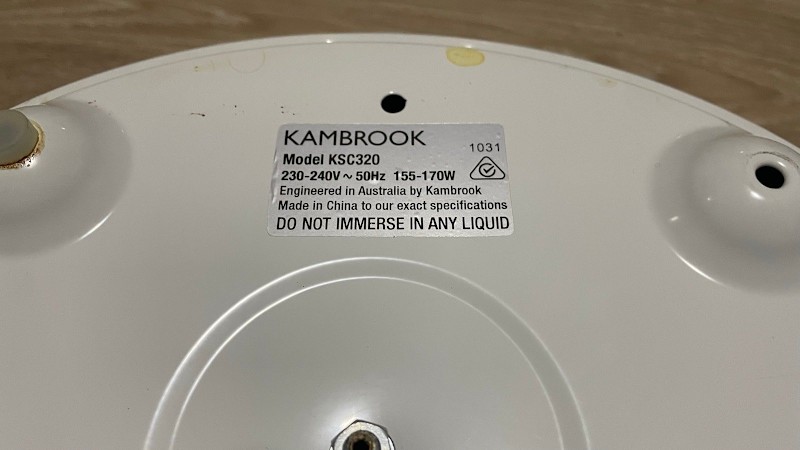 KAMBROOK
1031
Model KSC320
230-240V ~ 50Hz 155-170W
Engineered in Australia by Kambrook
Made in China to our exact specifications
DO NOT IMMERSE IN ANY LIQUID